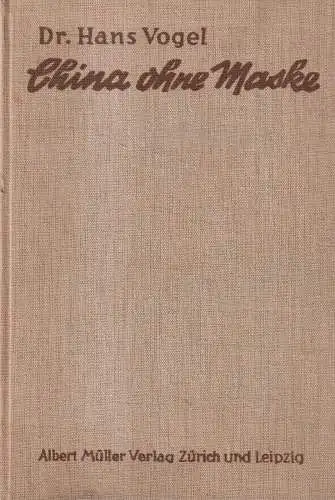 Dr. Hans Vogel
China ohne Maske
Albert Müller Verlag Zürich und Leipzig